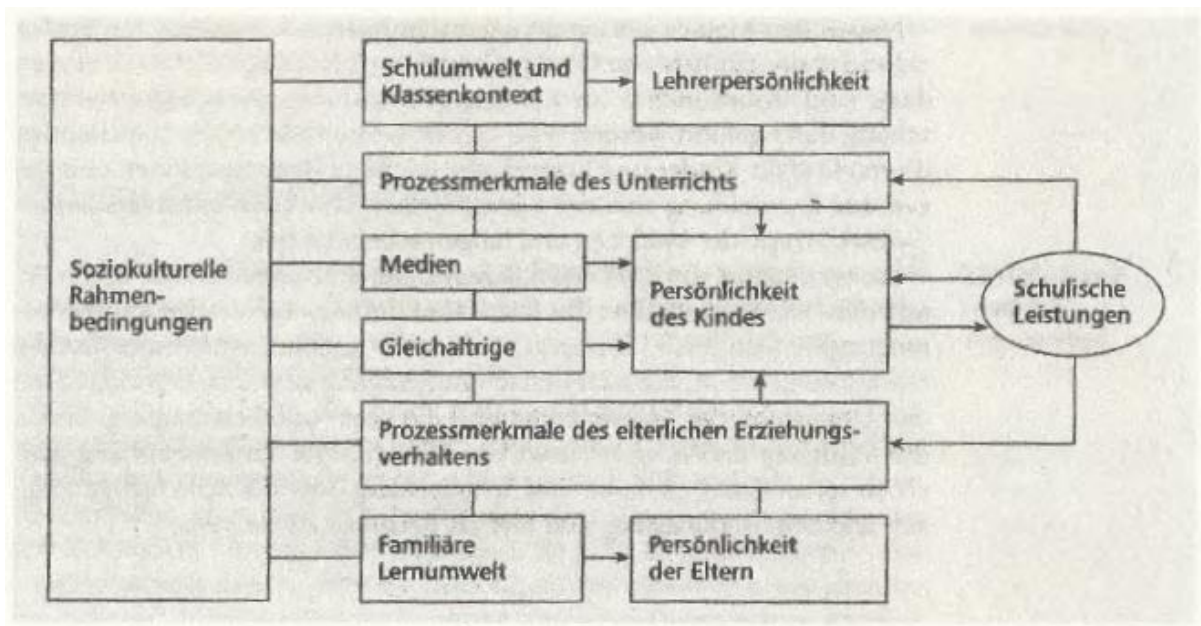 Schulumwelt und
Klassenkontext
Lehrerpersönlichkeit
Prozessmerkmale des Unterrichts
Soziokulturelle
Rahmen-
bedingungen
Medien
Persönlichkeit
des Kindes
Schulische
Leistungen
Gleichaltrige
Prozessmerkmale des elterlichen Erziehungs-
verhaltens
Familiäre
Lernumwelt
Persönlichkeit
der Eltern